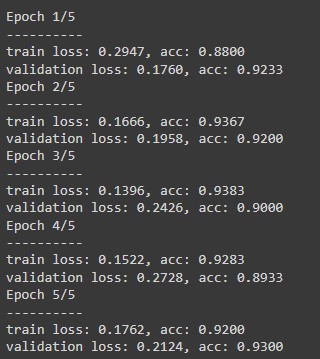 Epoch 1/5
----------
train loss: 0.2947, acc: 0.8800
validation loss: 0.1760, acc: 0.9233
Epoch 2/5
----------
train loss: 0.1666, acc: 0.9367
validation loss: 0.1958, acc: 0.9200
Epoch 3/5
----------
train loss: 0.1396, acc: 0.9383
validation loss: 0.2426, acc: 0.9000
Epoch 4/5
----------
train loss: 0.1522, acc: 0.9283
validation loss: 0.2728, acc: 0.8933
Epoch 5/5
----------
train loss: 0.1762, acc: 0.9200
validation loss: 0.2124, acc: 0.9300